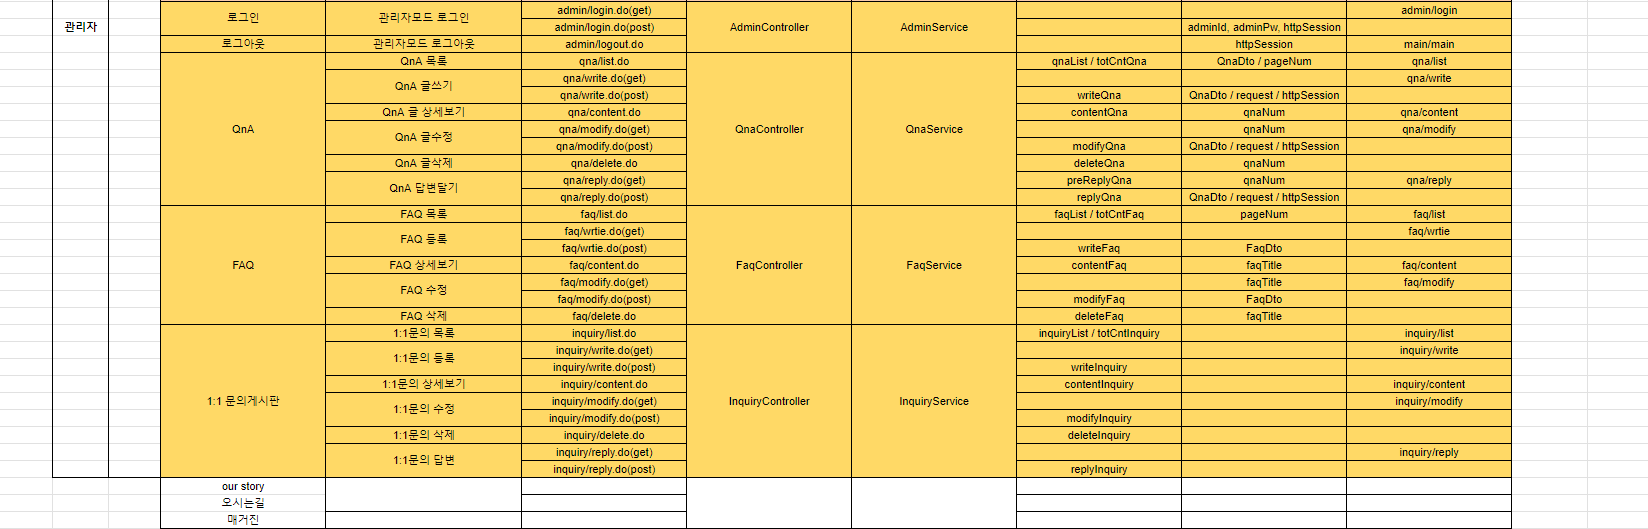 관리자
로그인 관리자모드 로그인 admin/login.do(get) AdminController AdminService admin/login
admin/login.do(post) adminId, adminPw, httpSession
로그아웃 관리자모드 로그아웃 admin/logout.do httpSession main/main
QnA QnA 목록 qna/list.do QnaController QnaService qnaList / totCntQna QnaDto / pageNum qna/list
QnA 글쓰기 qna/write.do(get) qna/write
qna/write.do(post) writeQna QnaDto / request / httpSession
QnA 글 상세보기 qna/content.do contentQna qnaNum qna/content
QnA 글수정 qna/modify.do(get) qnaNum qna/modify
qna/modify.do(post) modifyQna QnaDto / request / httpSession
QnA 글삭제 qna/delete.do deleteQna qnaNum
QnA 답변달기 qna/reply.do(get) preReplyQna qnaNum qna/reply
qna/reply.do(post) replyQna QnaDto / request / httpSession
FAQ FAQ 목록 faq/list.do FaqController FaqService faqList / totCntFaq pageNum faq/list
FAQ 등록 faq/wrtie.do(get) faq/wrtie
faq/wrtie.do(post) writeFaq FaqDto
FAQ 상세보기 faq/content.do contentFaq faqTitle faq/content
FAQ 수정 faq/modify.do(get) faqTitle faq/modify
faq/modify.do(post) modifyFaq FaqDto
FAQ 삭제 faq/delete.do deleteFaq faqTitle
1:1 문의게시판 1:1문의 목록 inquiry/list.do InquiryController InquiryService inquiryList / totCntInquiry inquiry/list
1:1문의 등록 inquiry/write.do(get) inquiry/write
inquiry/write.do(post) writeInquiry
1:1문의 상세보기 inquiry/content.do contentInquiry inquiry/content
1:1문의 수정 inquiry/modify.do(get) inquiry/modify
inquiry/modify.do(post) modifyInquiry
1:1문의 삭제 inquiry/delete.do deleteInquiry
1:1문의 답변 inquiry/reply.do(get) inquiry/reply
inquiry/reply.do(post) replyInquiry
our story
오시는길
매거진